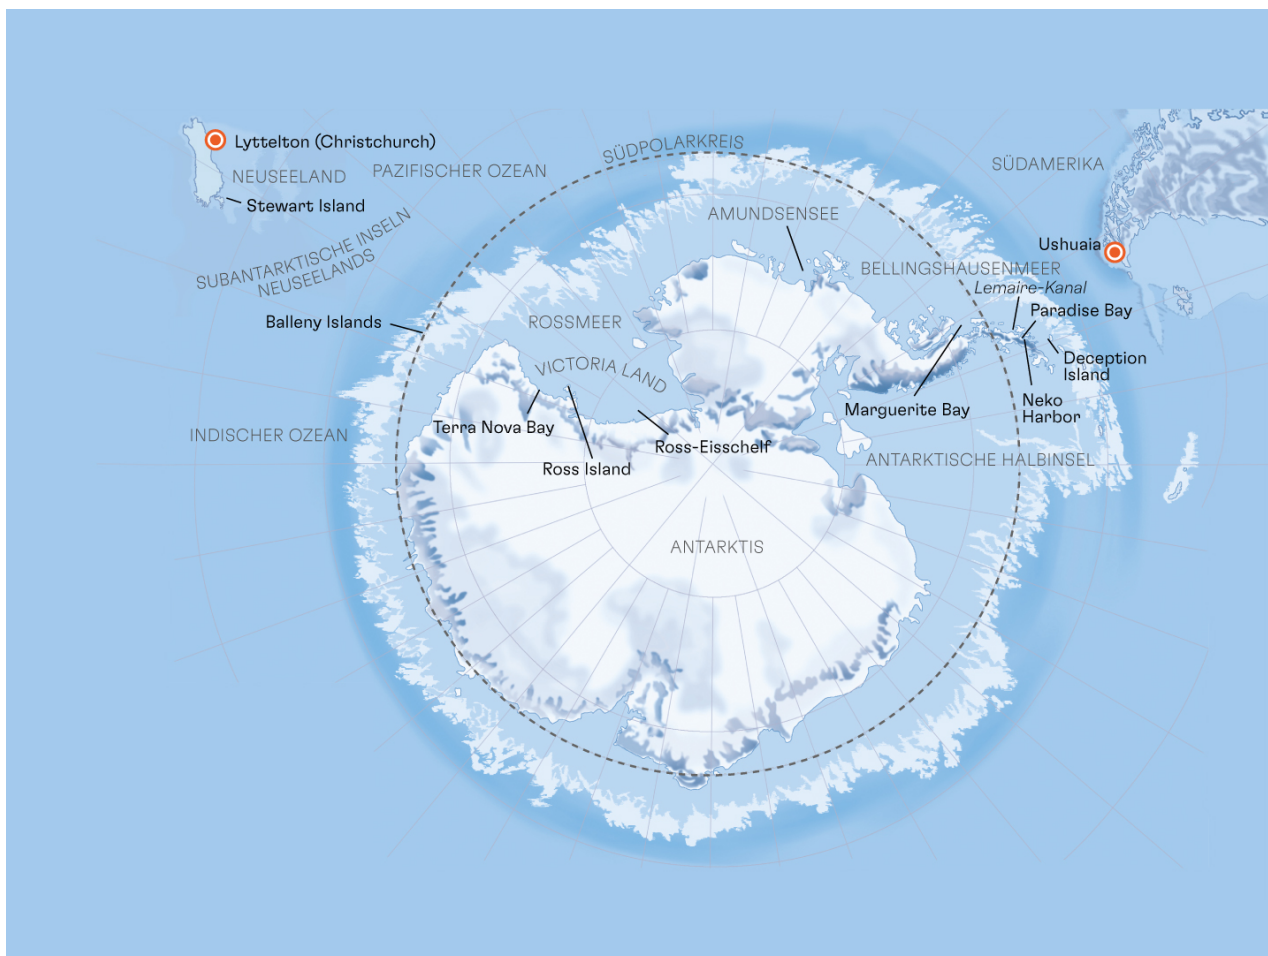 Lyttelton (Christchurch)
SÜDPOLARKREIS
SÜDAMERIKA
NEUSEELAND
PAZIFISCHER OZEAN
Stewart Island
AMUNDSENSEE
SUBANTARKTISCHE INSELN
NEUSEELANDS
Ushuaia
BELLINGSHAUSENMEER
Lemaire-Kanal
Paradise Bay
Balleny Islands
ROSSMEER
Deception
Island
VICTORIA LAND
Marguerite Bay
Neko
Harbor
Terra Nova Bay
INDISCHER OZEAN
Ross-Eisschelf
Ross Island
ANTARKTISCHE HALBINSEL
ANTARKTIS